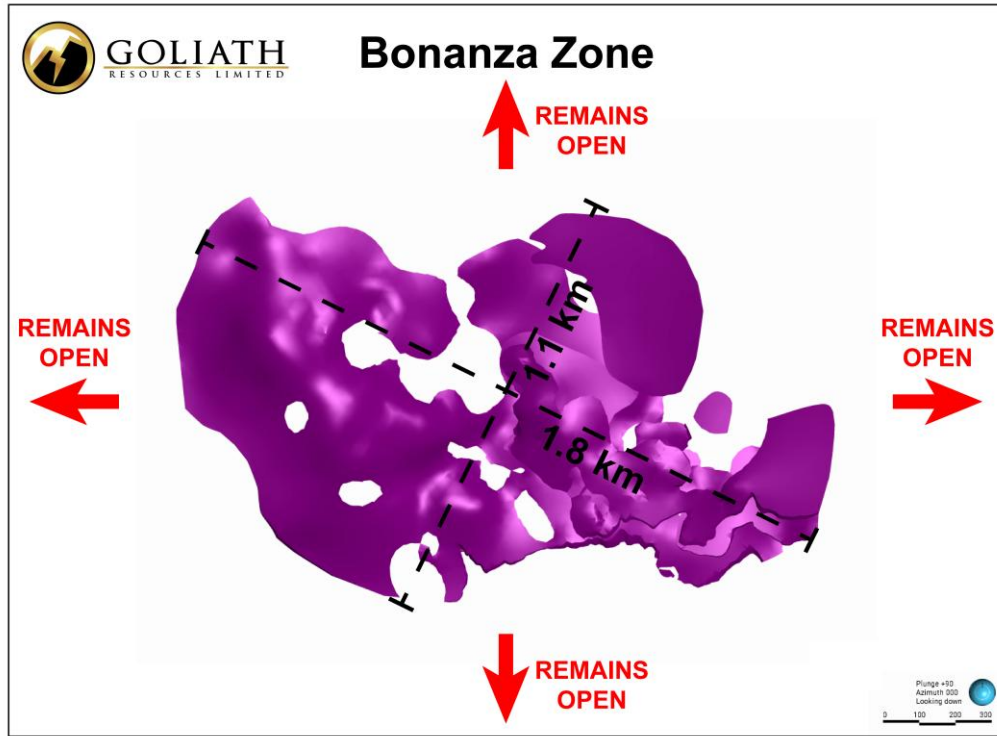 GOLIATH
RESOURCES LIMITED
Bonanza Zone
REMAINS
OPEN
REMAINS
OPEN
REMAINS
OPEN
1.1 km
1.8 km
REMAINS
OPEN
Plunge +90
Azimuth 000
Looking down
0 100 200 300